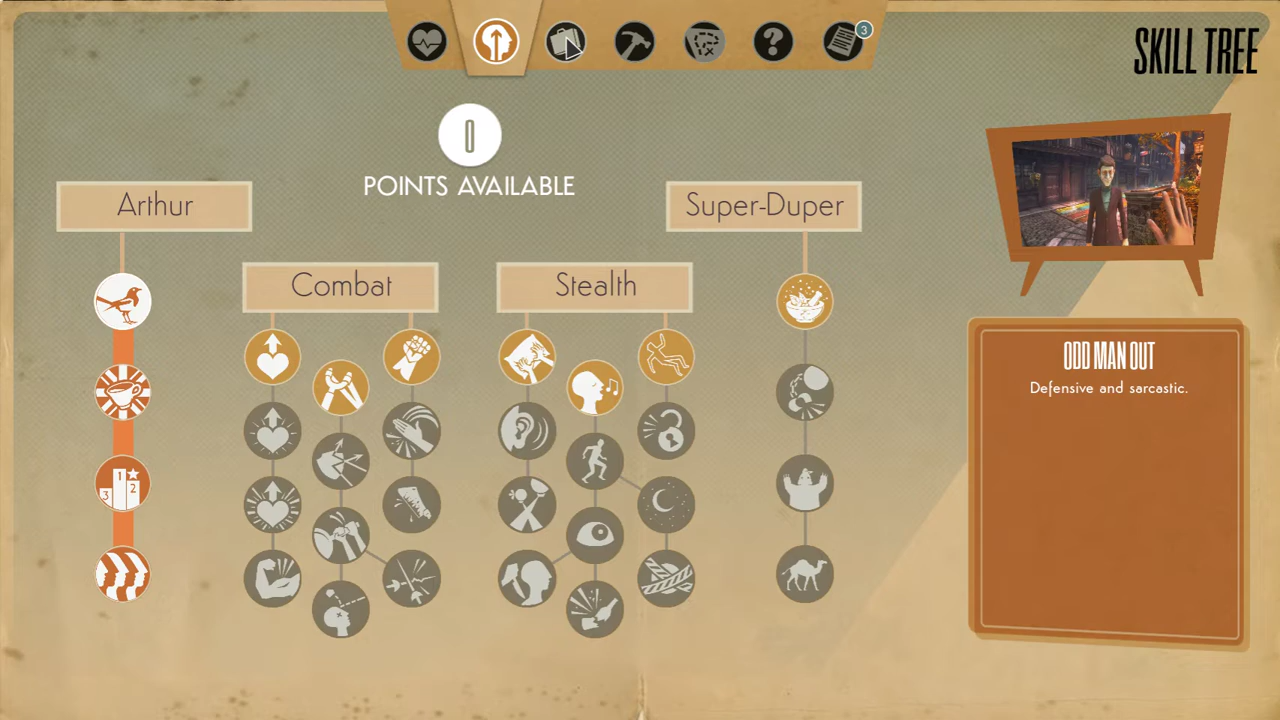 3
SKILL TREE
0
POINTS AVAILABLE
Arthur
Super-Duper
Combat
Stealth
1
2
3
ODD MAN OUT
Defensive and sarcastic.